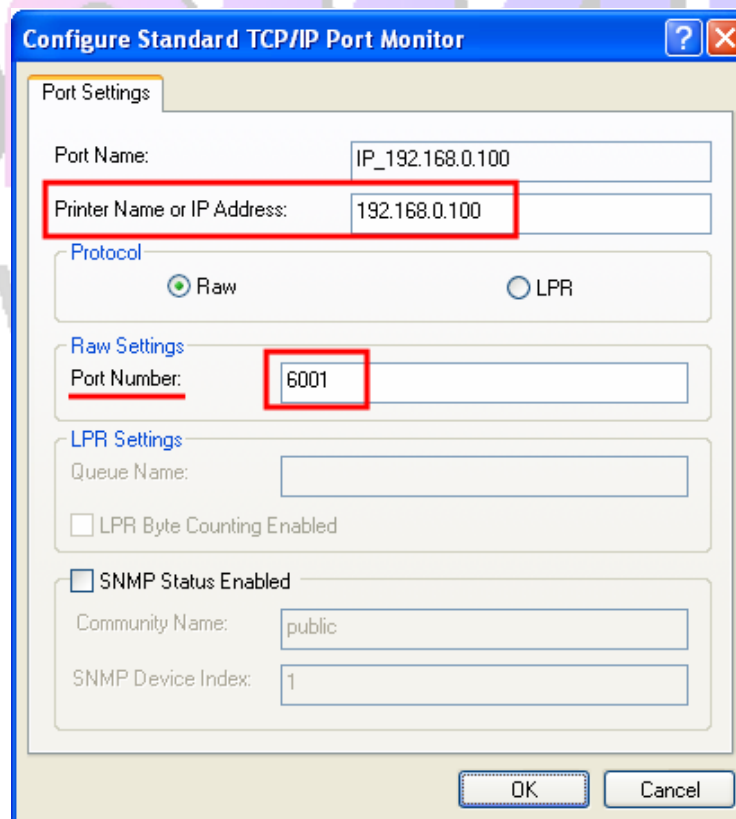 Configure Standard TCP/IP Port Monitor
Port Settings
Port Name: IP_192.168.0.100
Printer Name or IP Address: 192.168.0.100
Protocol
Raw LPR
Raw Settings
Port Number: 6001
LPR Settings
Queue Name:
LPR Byte Counting Enabled
SNMP Status Enabled
Community Name: public
SNMP Device Index: 1
OK Cancel